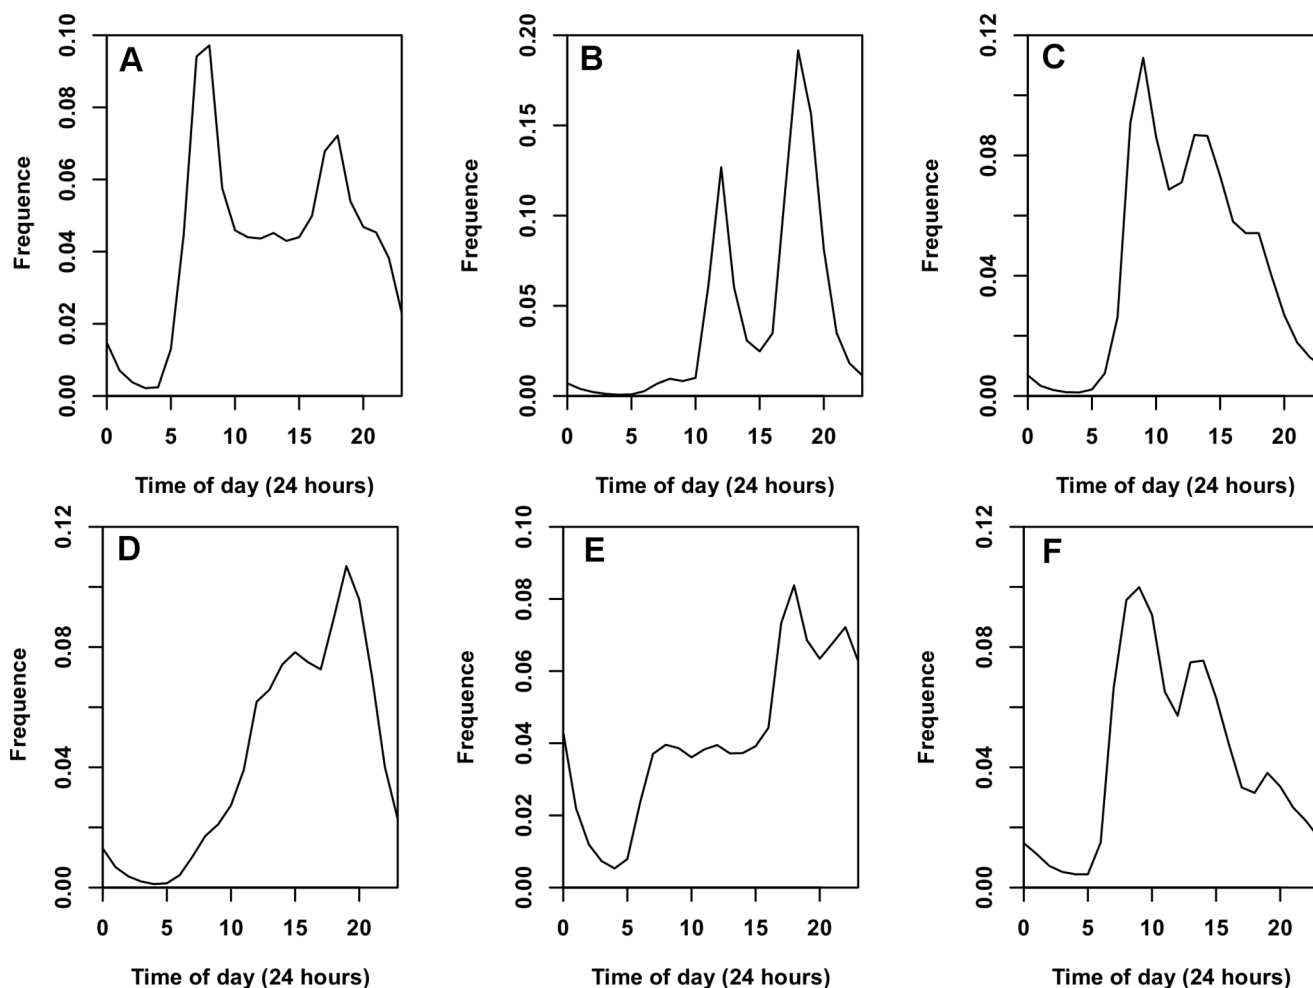 A
Frequence
0.00 0.02 0.04 0.06 0.08 0.10
0 5 10 15 20
Time of day (24 hours)
B
Frequence
0.00 0.05 0.10 0.15 0.20
0 5 10 15 20
Time of day (24 hours)
C
Frequence
0.00 0.04 0.08 0.12
0 5 10 15 20
Time of day (24 hours)
D
Frequence
0.00 0.04 0.08 0.12
0 5 10 15 20
Time of day (24 hours)
E
Frequence
0.00 0.02 0.04 0.06 0.08 0.10
0 5 10 15 20
Time of day (24 hours)
F
Frequence
0.00 0.04 0.08 0.12
0 5 10 15 20
Time of day (24 hours)